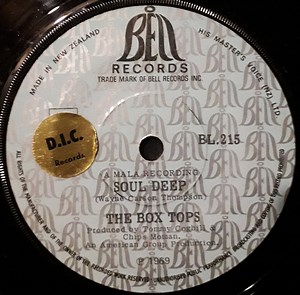 MADE IN NEW ZEALAND
HIS MASTER'S VOICE (NZ) LTD.
BELL
RECORDS
TRADE MARK OF BELL RECORDS INC.
D.I.C.
Records
BL.215
A MALA RECORDING
SOUL DEEP
(Wayne Carson Thompson)
THE BOX TOPS
Produced by Tommy Cogbill &
Chips Moman.
An American Group Production.
P 1969